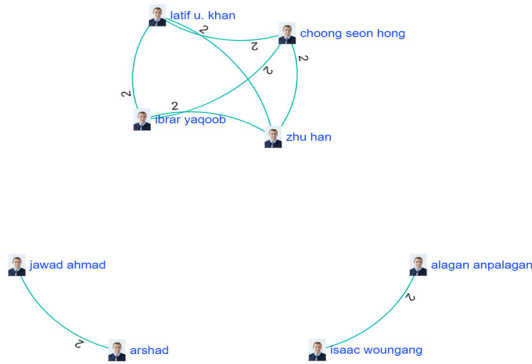 latif u. khan
2
choong seon hong
2
2
2
2
2
ibrar yaqoob
zhu han
jawad ahmad
alagan anpalagan
2
2
arshad
isaac woungang